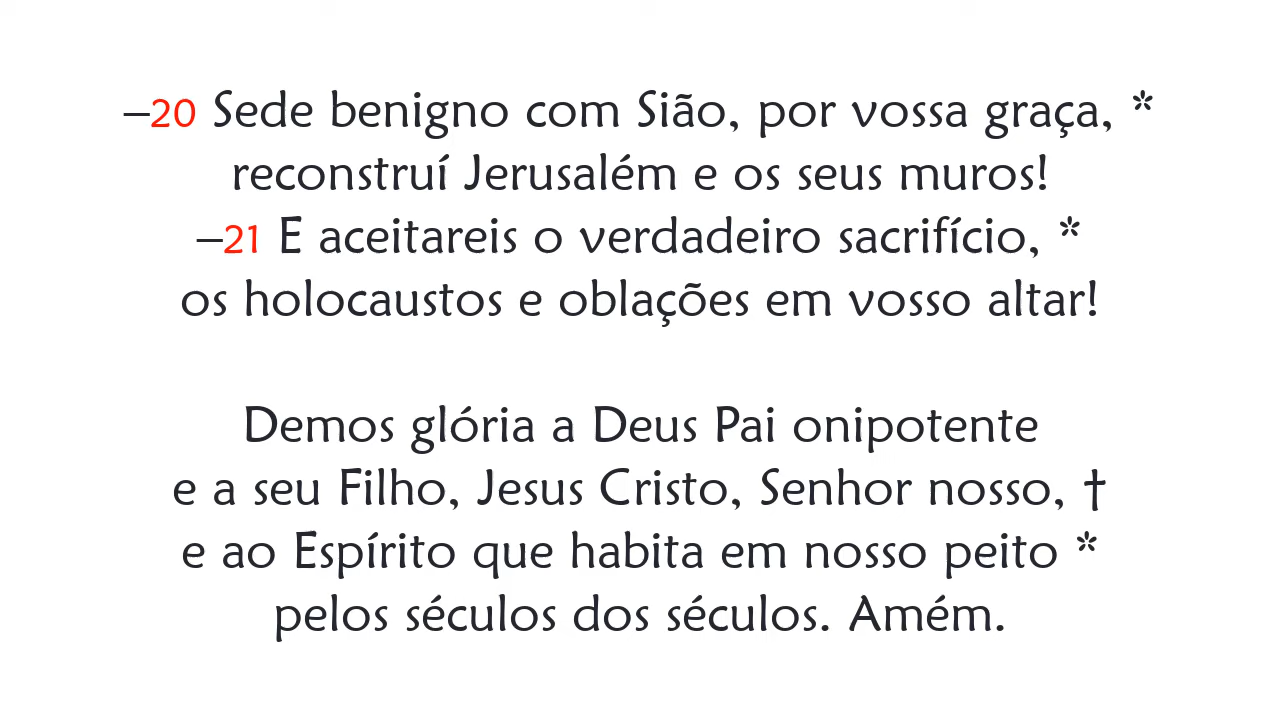 –20 Sede benigno com Sião, por vossa graça, *
reconstruí Jerusalém e os seus muros!
–21 E aceitareis o verdadeiro sacrifício, *
os holocaustos e oblações em vosso altar!
Demos glória a Deus Pai onipotente
e a seu Filho, Jesus Cristo, Senhor nosso, †
e ao Espírito que habita em nosso peito *
pelos séculos dos séculos. Amém.